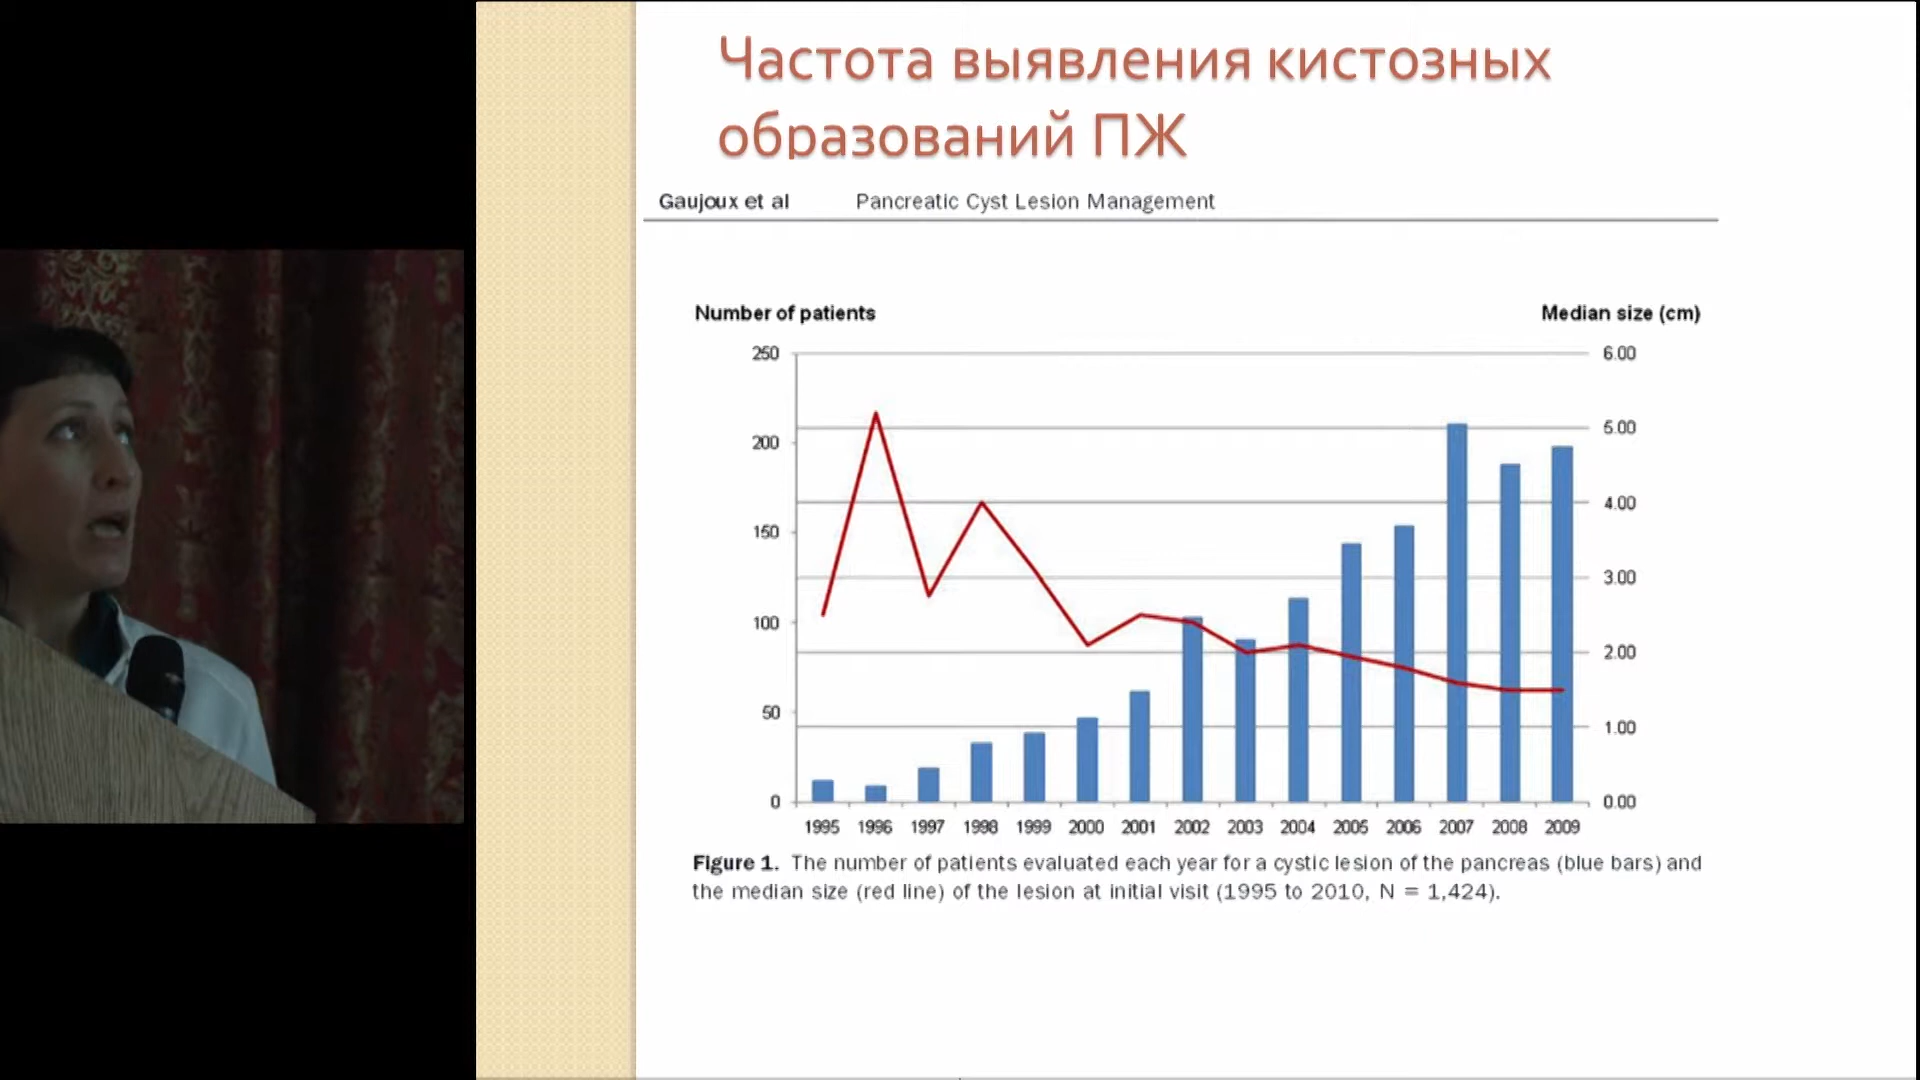 Частота выявления кистозных
образований ПЖ
Gaujoux et al Pancreatic Cyst Lesion Management
Number of patients Median size (cm)
250 6.00
200 5.00
150 4.00
100 3.00
50 2.00
0 1.00
0.00
1995 1996 1997 1998 1999 2000 2001 2002 2003 2004 2005 2006 2007 2008 2009
Figure 1. The number of patients evaluated each year for a cystic lesion of the pancreas (blue bars) and
the median size (red line) of the lesion at initial visit (1995 to 2010, N = 1,424).